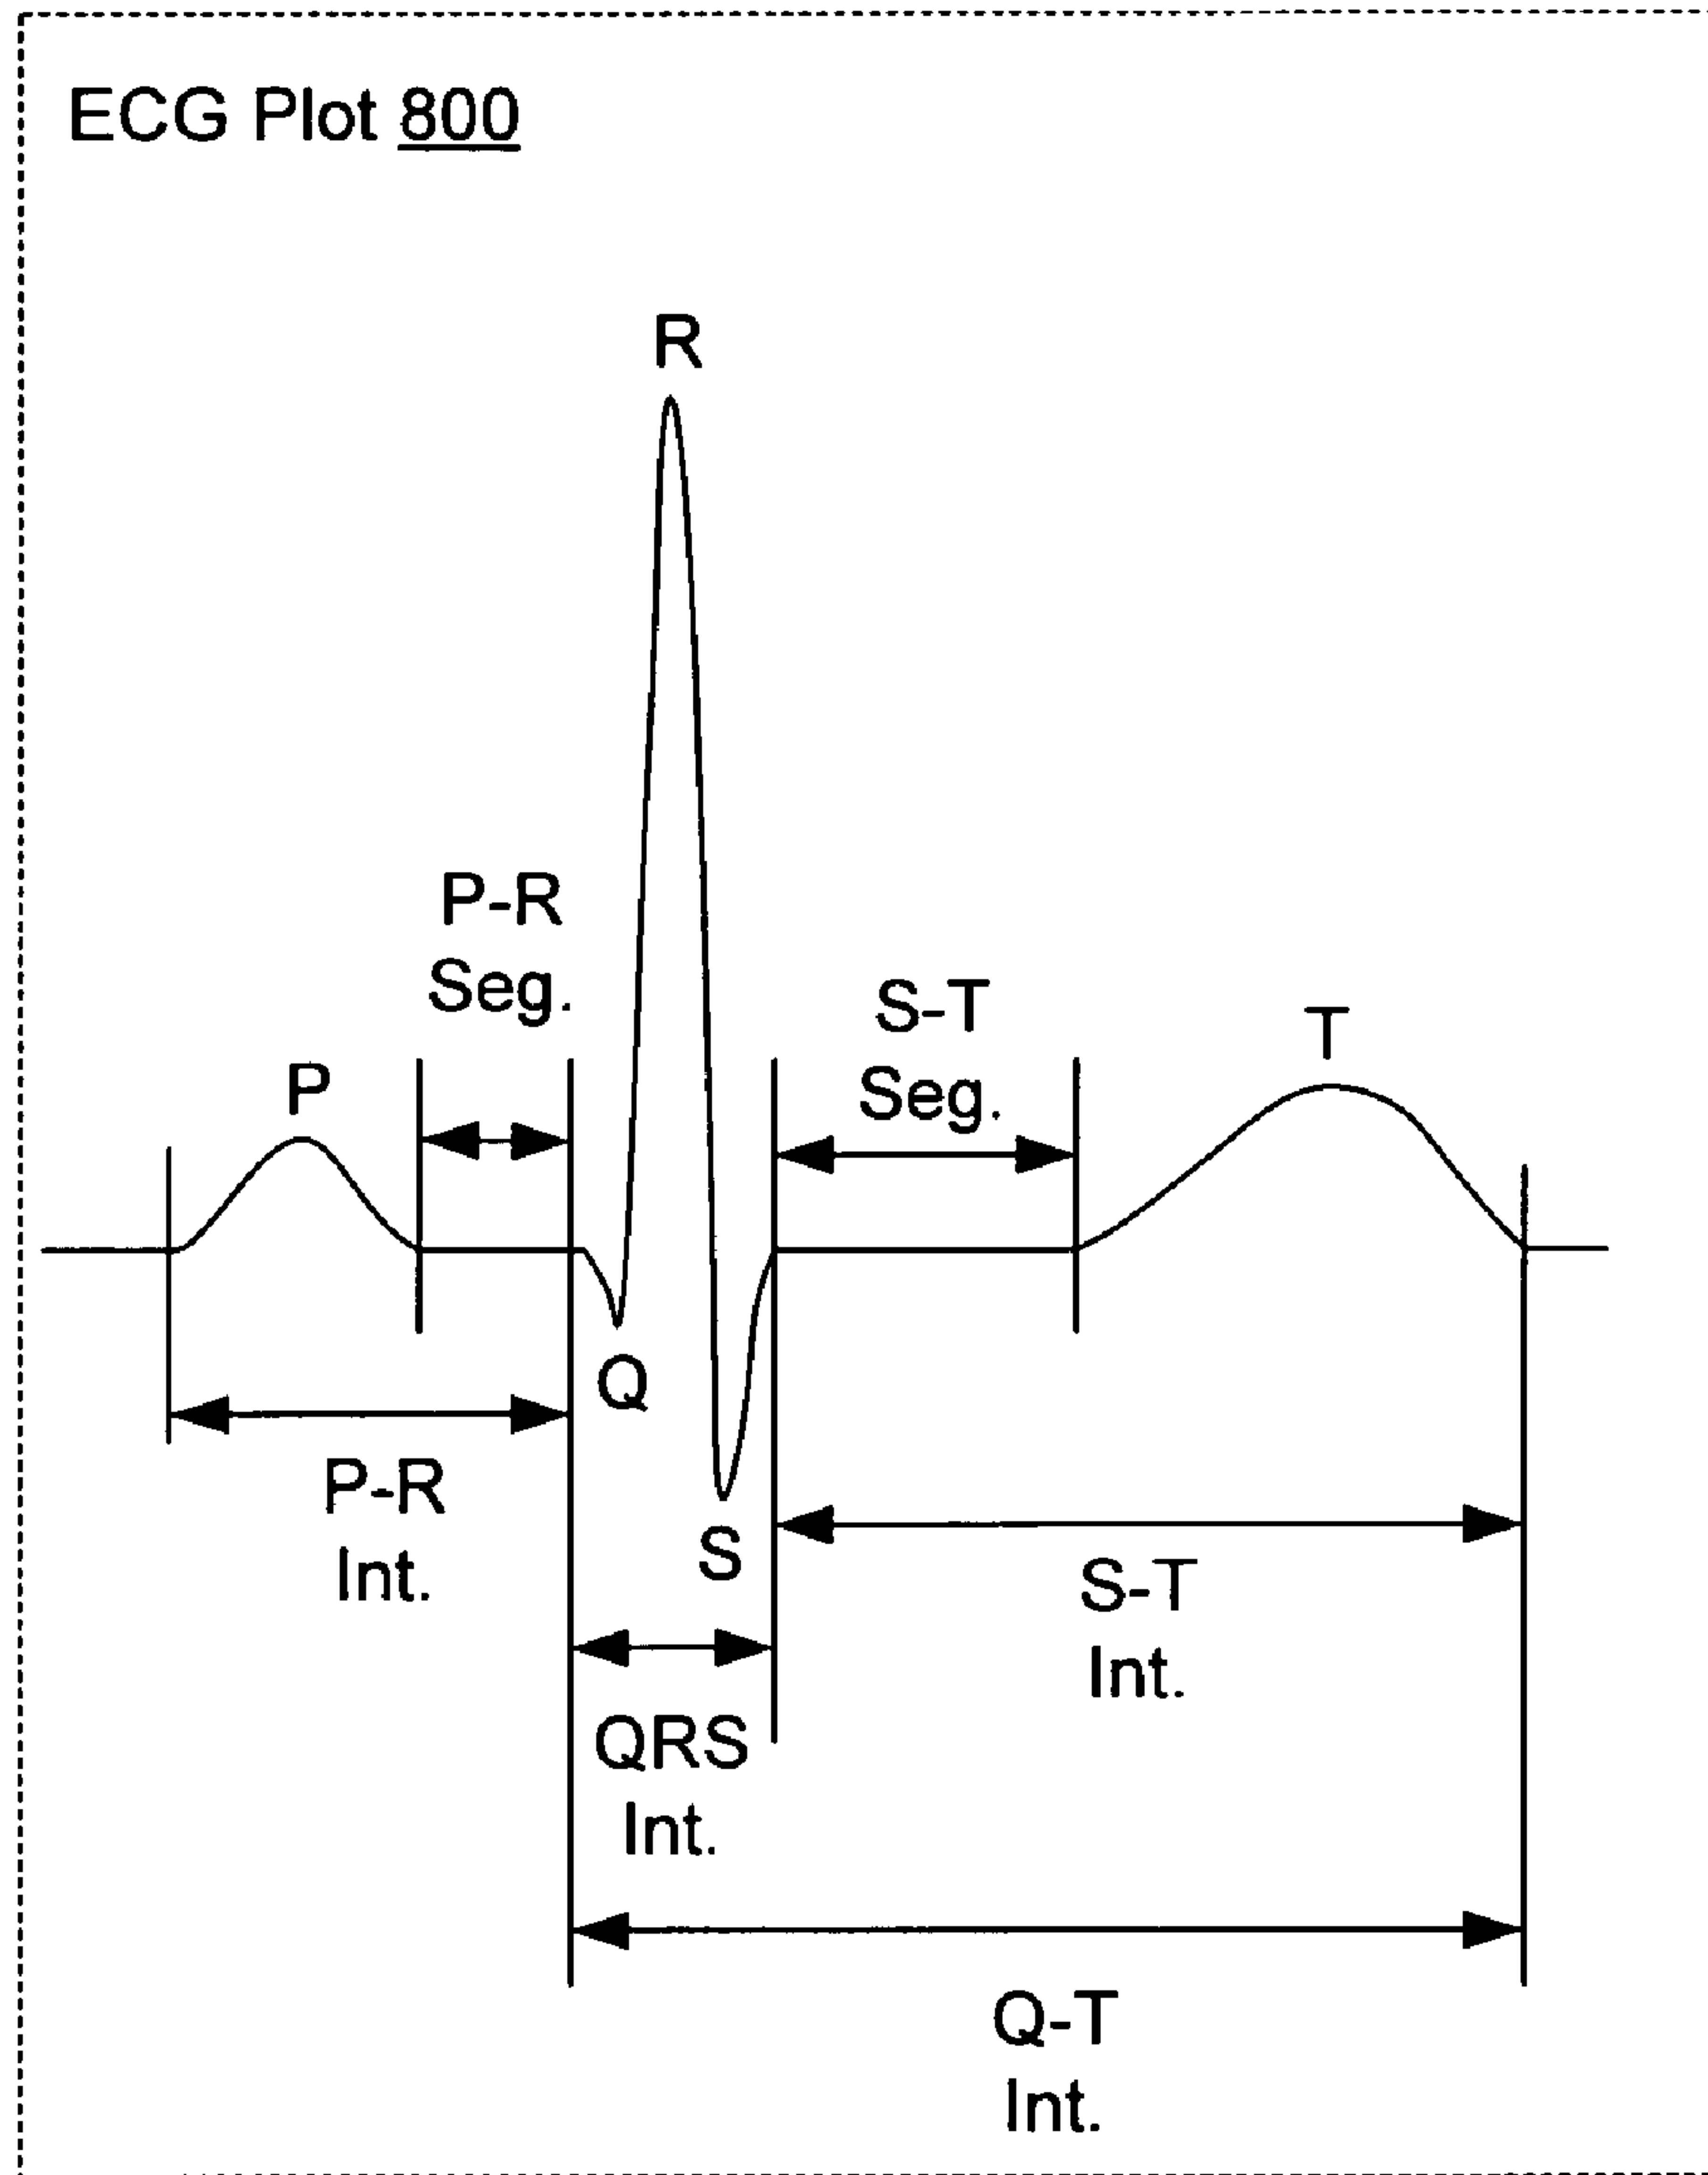 ECG Plot 800
R
P-R
Seg.
S-T
Seg.
T
P
Q
P-R
Int.
S
S-T
Int.
QRS
Int.
Q-T
Int.